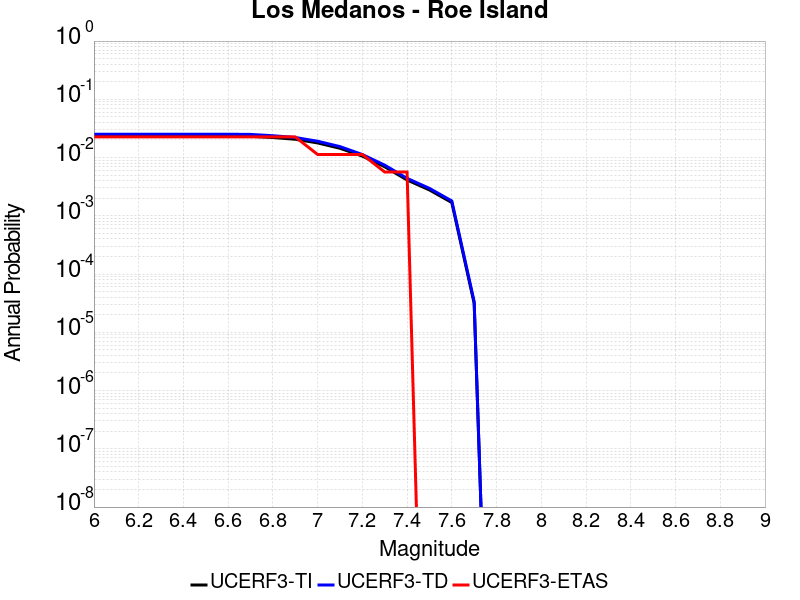 Los Medanos - Roe Island
10^0
10^-1
10^-2
10^-3
10^-4
10^-5
10^-6
10^-7
10^-8
Annual Probability
6 6.2 6.4 6.6 6.8 7 7.2 7.4 7.6 7.8 8 8.2 8.4 8.6 8.8 9
Magnitude
UCERF3-TI UCERF3-TD UCERF3-ETAS